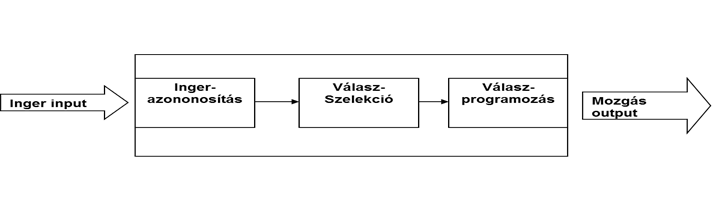 Inger input
Inger-
azononosítás
Válasz-
Szelekció
Válasz-
programozás
Mozgás
output